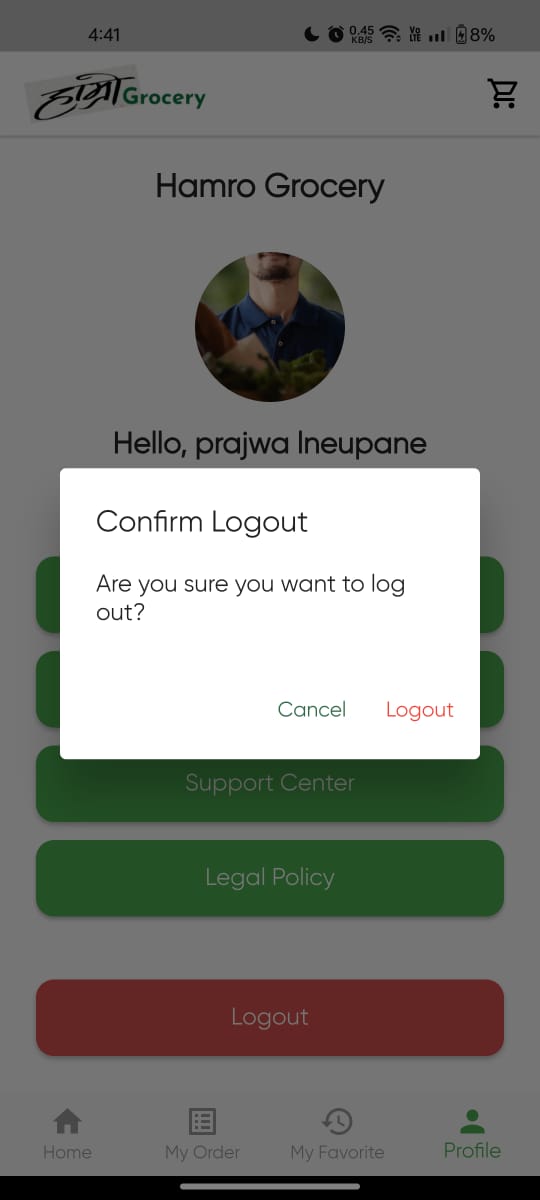 4:41
0.45
KB/S
Vo
LTE
8%
हाम्रो Grocery
Hamro Grocery
Hello, prajwa lneupane
Confirm Logout
Are you sure you want to log
out?
Cancel Logout
Support Center
Legal Policy
Logout
Home My Order My Favorite Profile